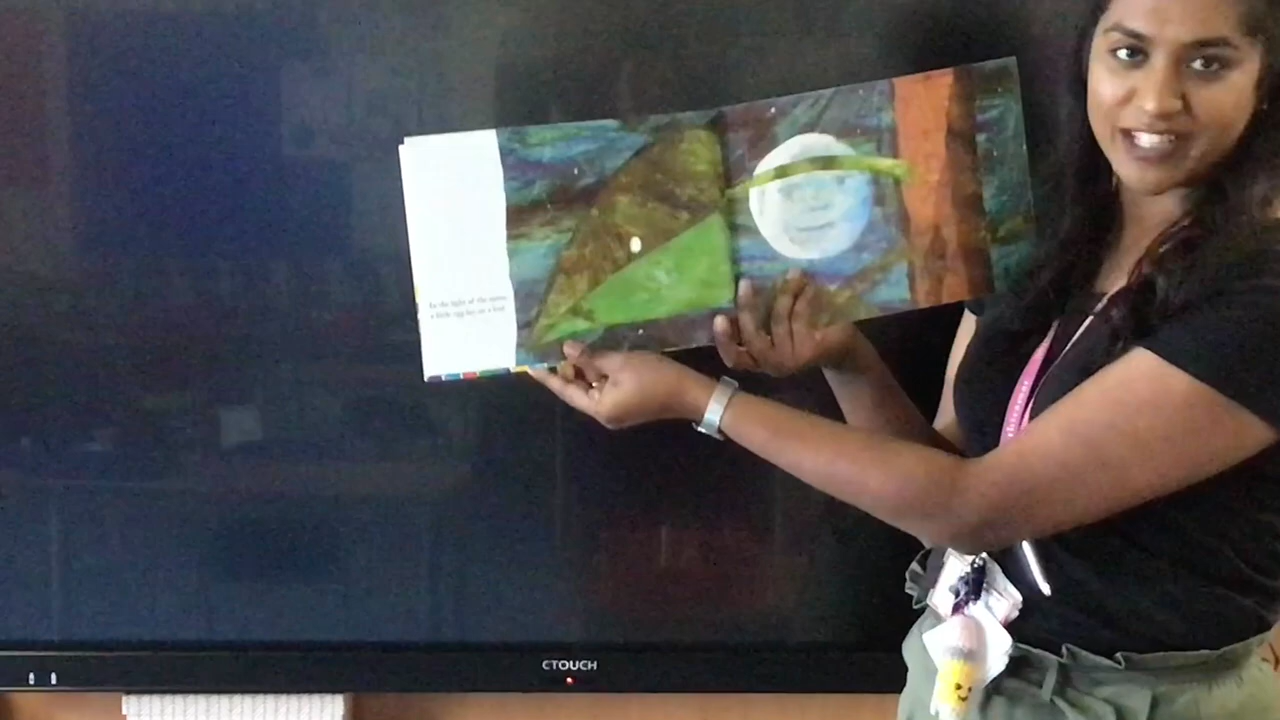 In the light of the moon
a little egg lay on a leaf.
CTOUCH